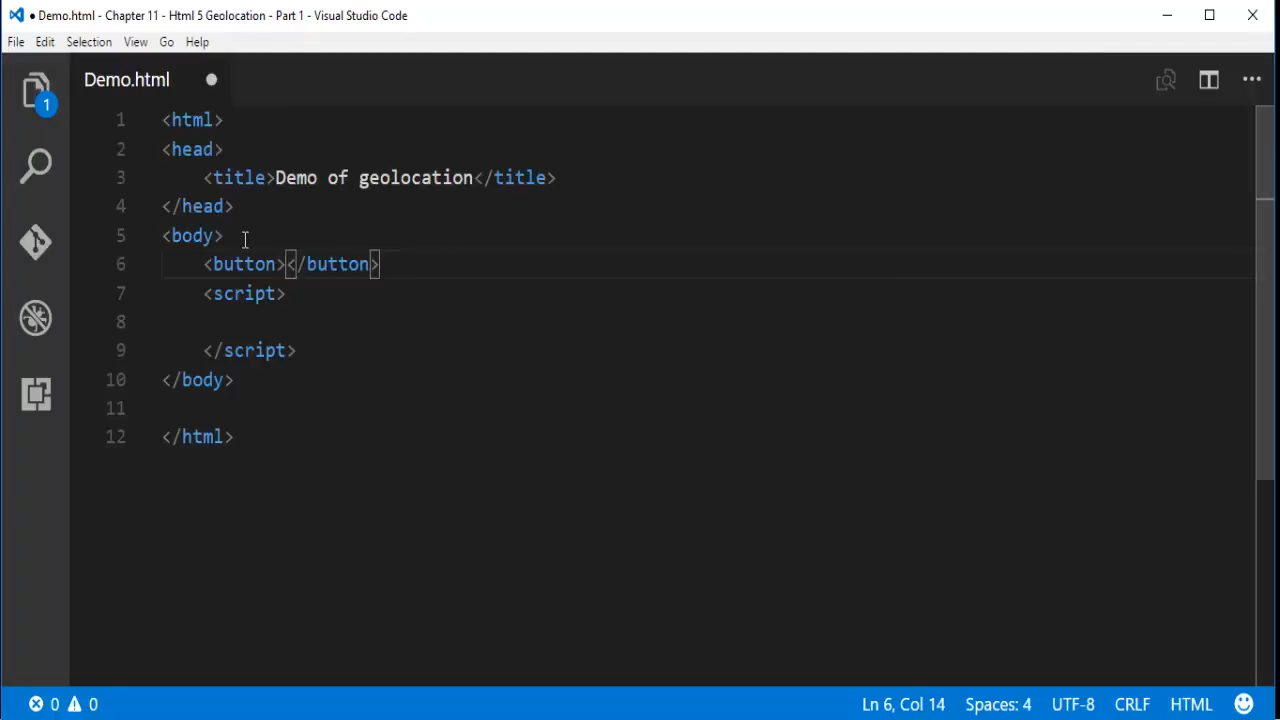 ● Demo.html - Chapter 11 - Html 5 Geolocation - Part 1 - Visual Studio Code
File Edit Selection View Go Help
Demo.html
1
1 <html>
2 <head>
3 <title>Demo of geolocation</title>
4 </head>
5 <body>
6 <button></button>
7 <script>
8
9 </script>
10 </body>
11
12 </html>
0 0 Ln 6, Col 14 Spaces: 4 UTF-8 CRLF HTML